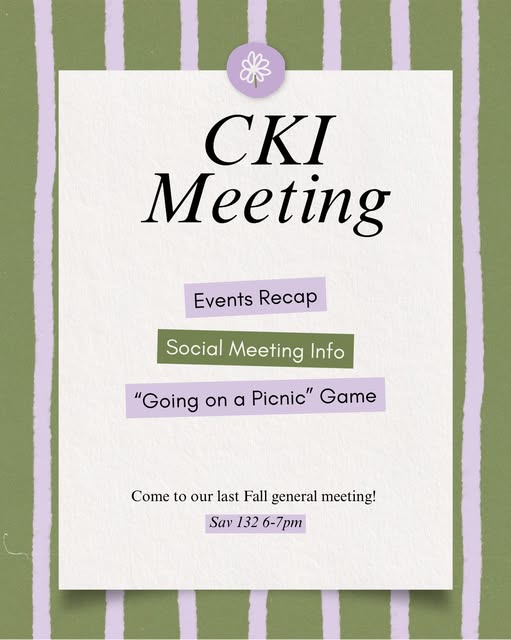 CKI
Meeting
Events Recap
Social Meeting Info
“Going on a Picnic” Game
Come to our last Fall general meeting!
Sav 132 6-7pm